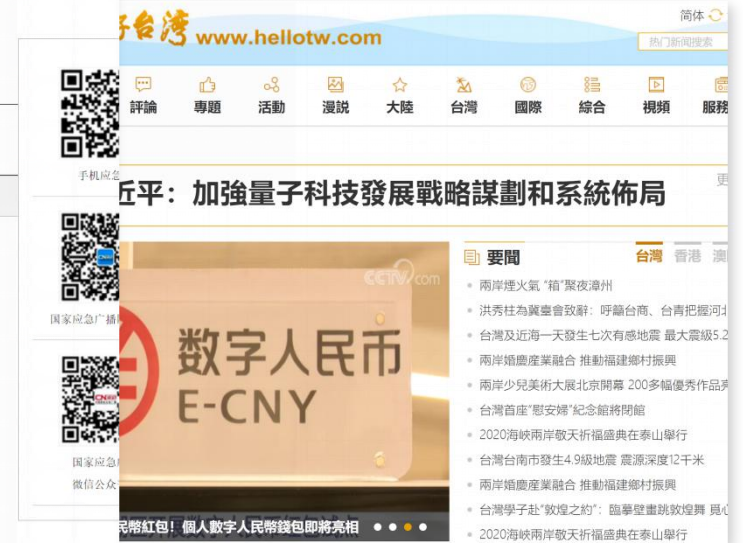 好台湾 www.hellotw.com
简体
热门新闻搜索
評論 專題 活動 漫説 大陸 台灣 國際 綜合 視頻 服務
手机应急
近平：加強量子科技發展戰略謀劃和系統佈局
更
要聞 台灣 香港 澳
CCTV.com
数字人民币
E-CNY
兩岸煙火氣 “箱”聚夜漳州
洪秀柱為冀臺會致辭：呼籲台商、台青把握河北
台灣及近海一天發生七次有感地震 最大震級5.2
兩岸婚慶産業融合 推動福建鄉村振興
兩岸少兒美術大展北京開幕 200多幅優秀作品亮
台灣首座“慰安婦”紀念館將閉館
2020海峽兩岸敬天祈福盛典在泰山舉行
台灣台南市發生4.9級地震 震源深度12千米
兩岸婚慶産業融合 推動福建鄉村振興
台灣學子赴“敦煌之約”：臨摹壁畫跳敦煌舞 覓心
2020海峽兩岸敬天祈福盛典在泰山舉行
国家应急广播
国家应急
微信公众
民幣紅包！個人數字人民幣錢包即將亮相